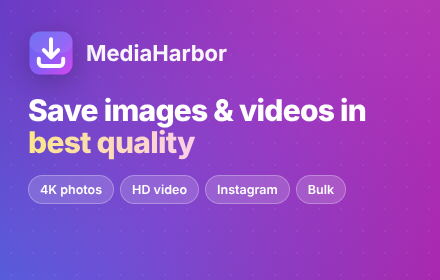 MediaHarbor
Save images & videos in
best quality
4K photos
HD video
Instagram
Bulk